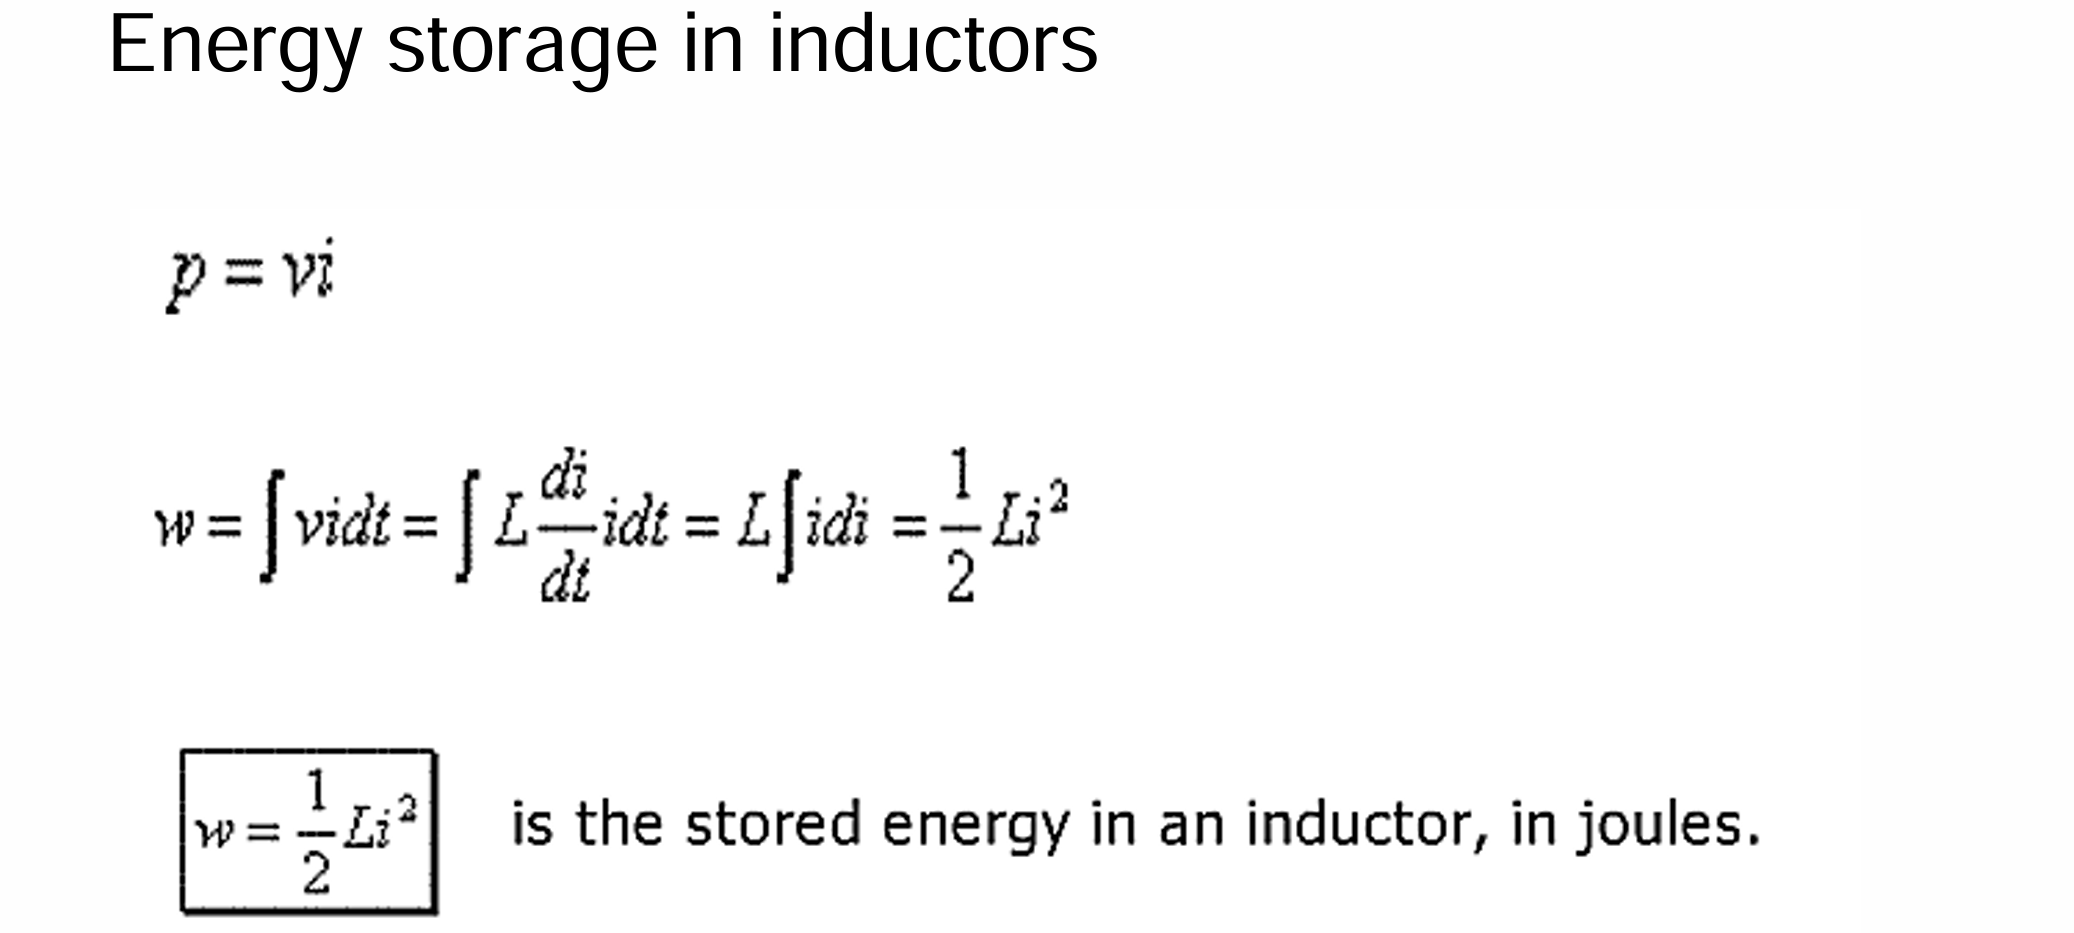 Energy storage in inductors
p = vi
w = ∫ vidt = ∫ L di/dt idt = L ∫ idi = 1/2 Li²
w = 1/2 Li² is the stored energy in an inductor, in joules.